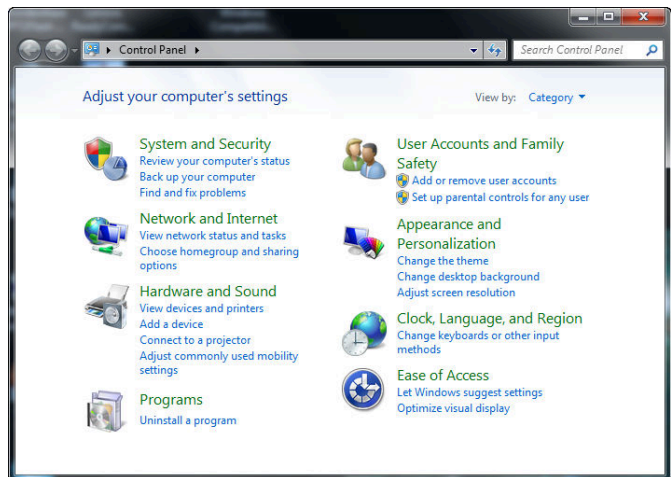 Control Panel
Search Control Panel
Adjust your computer's settings
View by: Category
System and Security
Review your computer's status
Back up your computer
Find and fix problems
Network and Internet
View network status and tasks
Choose homegroup and sharing
options
Hardware and Sound
View devices and printers
Add a device
Connect to a projector
Adjust commonly used mobility
settings
Programs
Uninstall a program
User Accounts and Family
Safety
Add or remove user accounts
Set up parental controls for any user
Appearance and
Personalization
Change the theme
Change desktop background
Adjust screen resolution
Clock, Language, and Region
Change keyboards or other input
methods
Ease of Access
Let Windows suggest settings
Optimize visual display